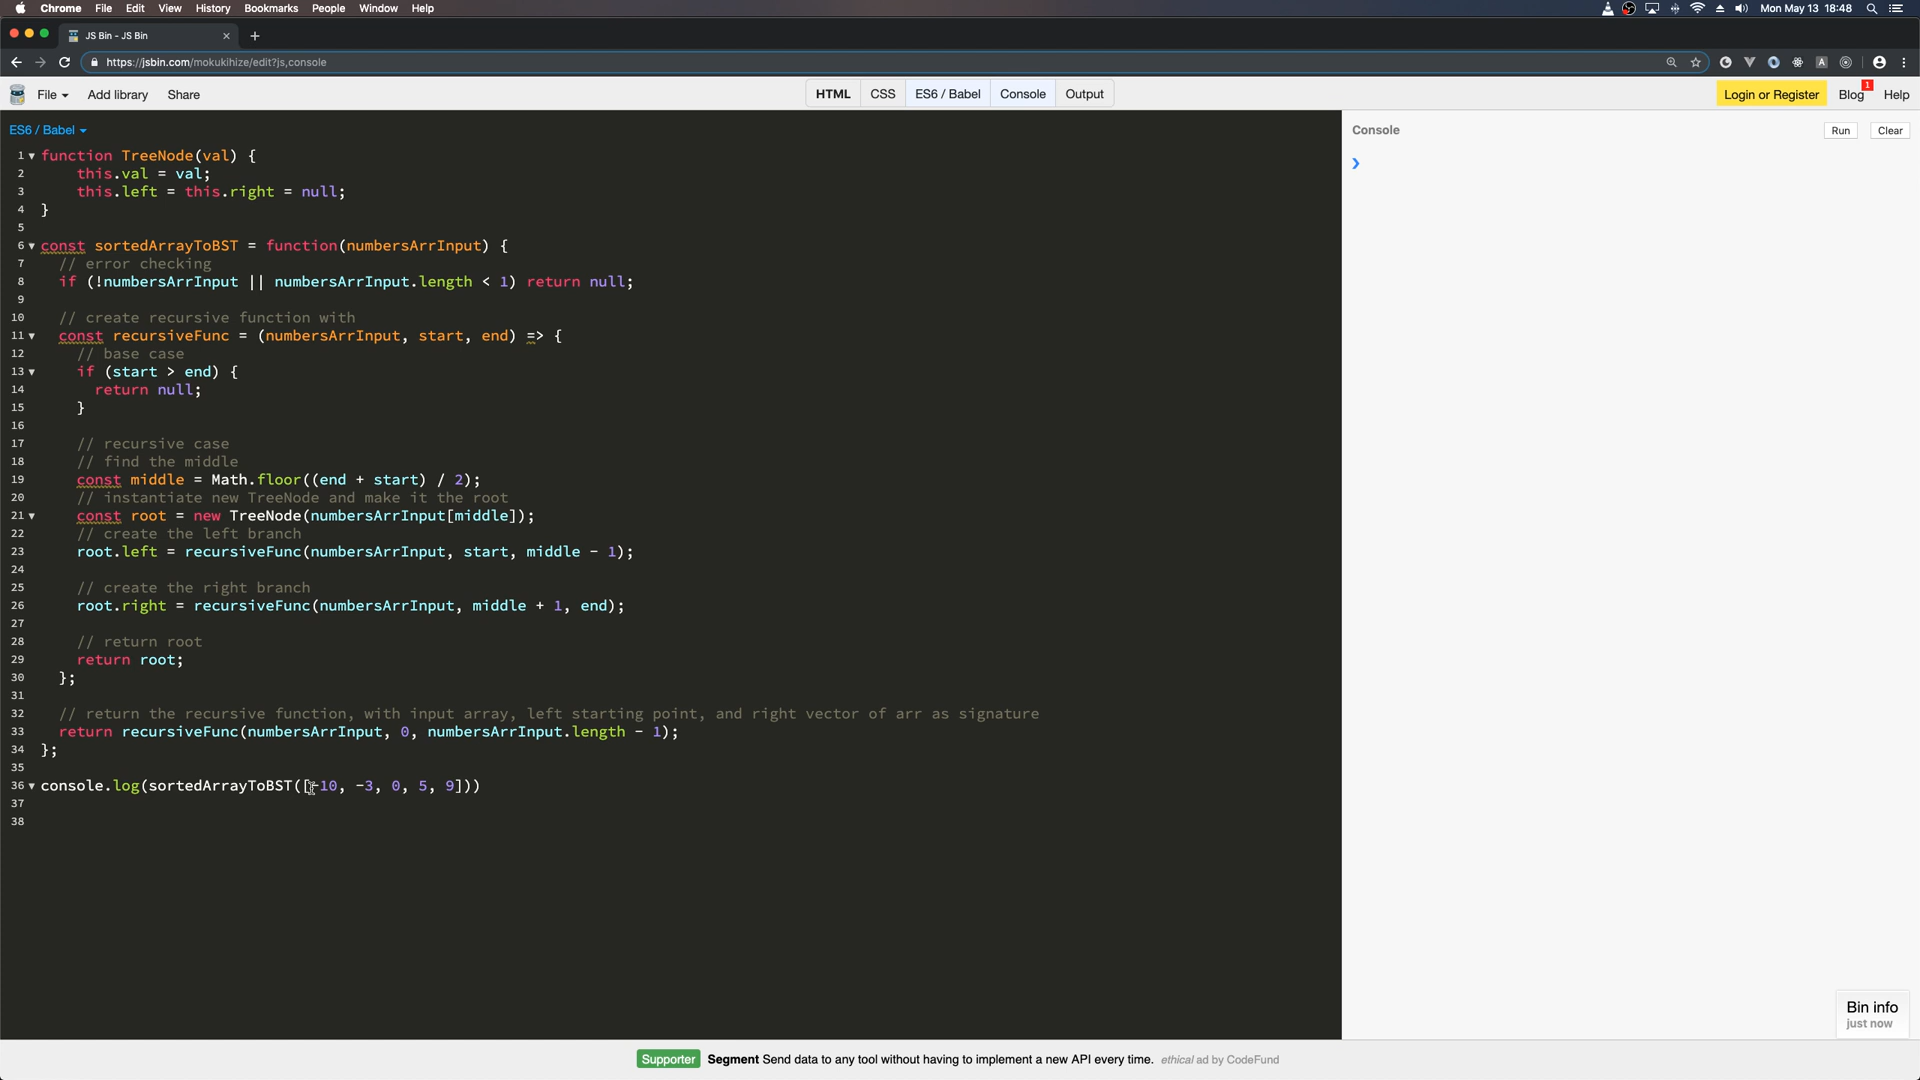 Chrome File Edit View History Bookmarks People Window Help Mon May 13 18:48
JS Bin - JS Bin
https://jsbin.com/mokukihize/edit?js,console
File Add library Share HTML CSS ES6 / Babel Console Output Login or Register Blog 1 Help
ES6 / Babel
Console Run Clear
1 function TreeNode(val) {
2 this.val = val;
3 this.left = this.right = null;
4 }
5
6 const sortedArrayToBST = function(numbersArrInput) {
7 // error checking
8 if (!numbersArrInput || numbersArrInput.length < 1) return null;
9
10 // create recursive function with
11 const recursiveFunc = (numbersArrInput, start, end) => {
12 // base case
13 if (start > end) {
14 return null;
15 }
16
17 // recursive case
18 // find the middle
19 const middle = Math.floor((end + start) / 2);
20 // instantiate new TreeNode and make it the root
21 const root = new TreeNode(numbersArrInput[middle]);
22 // create the left branch
23 root.left = recursiveFunc(numbersArrInput, start, middle - 1);
24
25 // create the right branch
26 root.right = recursiveFunc(numbersArrInput, middle + 1, end);
27
28 // return root
29 return root;
30 };
31
32 // return the recursive function, with input array, left starting point, and right vector of arr as signature
33 return recursiveFunc(numbersArrInput, 0, numbersArrInput.length - 1);
34 };
35
36 console.log(sortedArrayToBST([-10, -3, 0, 5, 9]))
37
38
Bin info
just now
Supporter Segment Send data to any tool without having to implement a new API every time. ethical ad by CodeFund